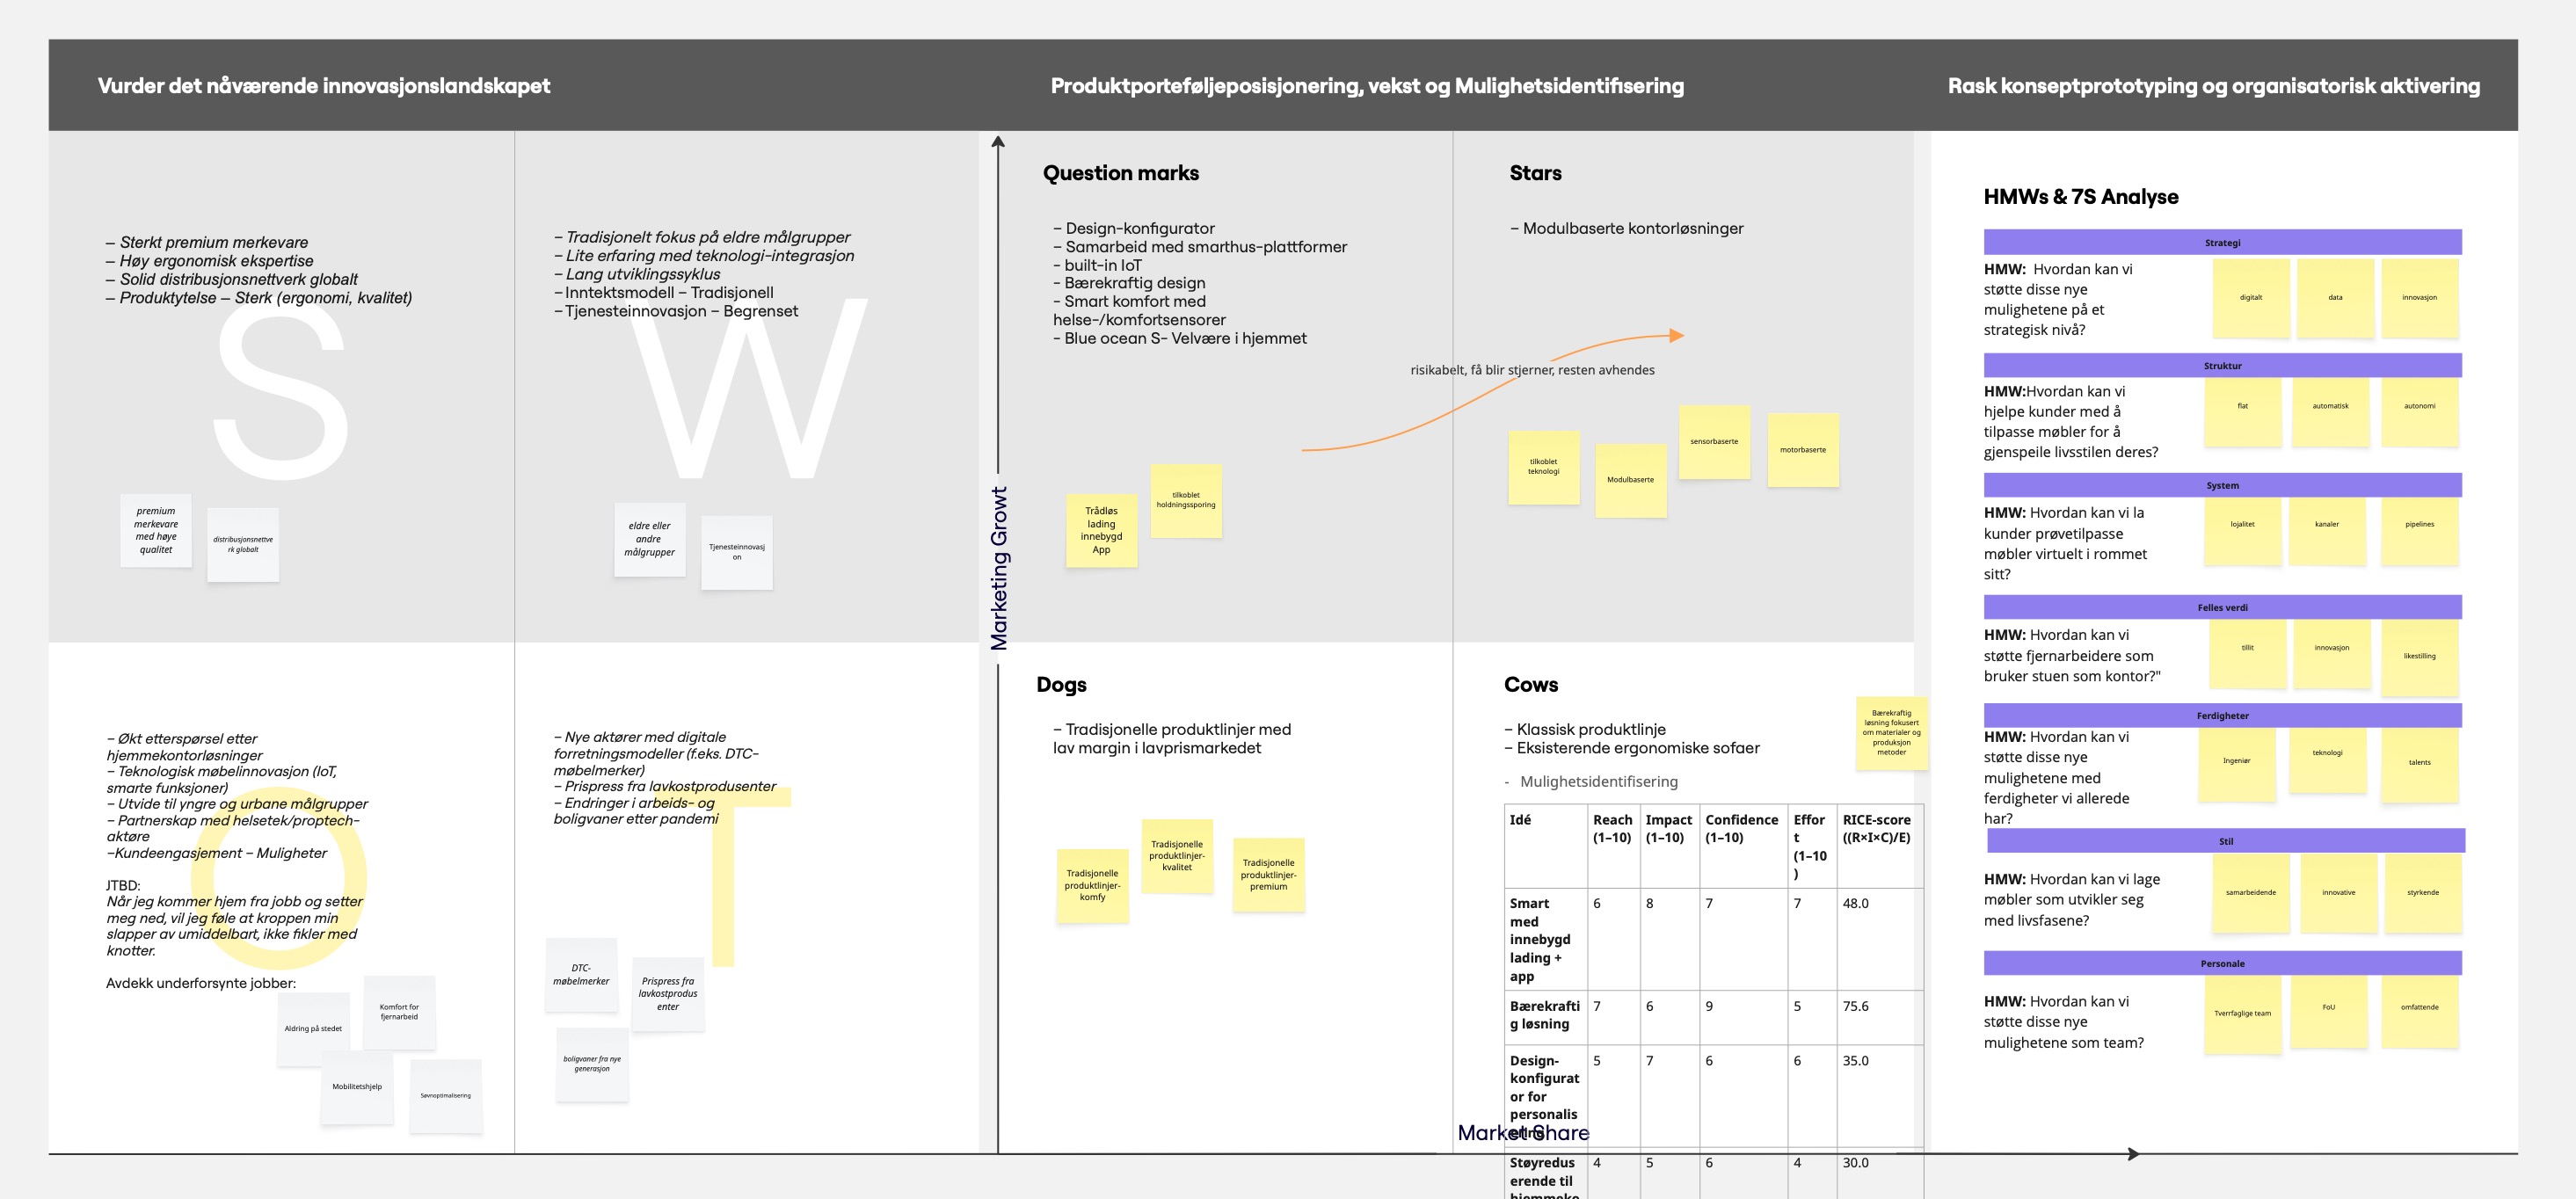 Vurder det nåværende innovasjonslandskapet
Produktporteføljeposisjonering, vekst og Mulighetsidentifisering
Rask konseptprototyping og organisatorisk aktivering
S
– Sterkt premium merkevare
– Høy ergonomisk ekspertise
– Solid distribusjonsnettverk globalt
– Produktytelse – Sterk (ergonomi, kvalitet)
premium
merkevare
med høye
qualitet
distribusjonsnettve
rk globalt
W
– Tradisjonelt fokus på eldre målgrupper
– Lite erfaring med teknologi-integrasjon
– Lang utviklingssyklus
– Inntektsmodell – Tradisjonell
– Tjenesteinnovasjon – Begrenset
eldre eller
andre
målgrupper
Tjenesteinnovasj
on
O
– Økt etterspørsel etter
hjemmekontorløsninger
– Teknologisk møbelinnovasjon (IoT,
smarte funksjoner)
– Utvide til yngre og urbane målgrupper
– Partnerskap med helsetek/proptech-
aktøre
–Kundeengasjement – Muligheter
JTBD:
Når jeg kommer hjem fra jobb og setter
meg ned, vil jeg føle at kroppen min
slapper av umiddelbart, ikke fikler med
knotter.
Avdekk underforsynte jobber:
Aldring på stedet
Komfort for
fjernarbeid
Mobilitetshjelp
Søvnoptimalisering
T
– Nye aktører med digitale
forretningsmodeller (f.eks. DTC-
møbelmerker)
– Prispress fra lavkostprodusenter
– Endringer i arbeids- og
boligvaner etter pandemi
DTC-
møbelmerker
Prispress fra
lavkostprodus
enter
boligvaner fra nye
generasjon
Marketing Growt
Question marks
– Design-konfigurator
– Samarbeid med smarthus-plattformer
- built-in IoT
- Bærekraftig design
- Smart komfort med
helse-/komfortsensorer
- Blue ocean S- Velvære i hjemmet
risikabelt, få blir stjerner, resten avhendes
Trådløs
lading
innebygd
App
tilkoblet
holdningssporing
Stars
– Modulbaserte kontorløsninger
tilkoblet
teknologi
Modulbaserte
sensorbaserte
motorbaserte
Dogs
– Tradisjonelle produktlinjer med
lav margin i lavprismarkedet
Tradisjonelle
produktlinjer-
komfy
Tradisjonelle
produktlinjer-
kvalitet
Tradisjonelle
produktlinjer-
premium
Cows
– Klassisk produktlinje
– Eksisterende ergonomiske sofaer
- Mulighetsidentifisering
Bærekraftig
løsning fokusert
om materialer og
produksjon
metoder
Idé
Reach
(1–10)
Impact
(1–10)
Confidence
(1–10)
Effor
t
(1–10
)
RICE-score
((R×I×C)/E)
Smart
med
innebygd
lading +
app
6
8
7
7
48.0
Bærekrafti
g løsning
7
6
9
5
75.6
Design-
konfigurat
or for
personalis
ering
5
7
6
6
35.0
Støyredus
erende til
hjemmeko
4
5
6
4
30.0
Market Share
HMWs & 7S Analyse
Strategi
HMW: Hvordan kan vi
støtte disse nye
mulighetene på et
strategisk nivå?
digitalt
data
innovasjon
Struktur
HMW:Hvordan kan vi
hjelpe kunder med å
tilpasse møbler for å
gjenspeile livsstilen deres?
flat
automatisk
autonomi
System
HMW: Hvordan kan vi la
kunder prøvetilpasse
møbler virtuelt i rommet
sitt?
lojalitet
kanaler
pipelines
Felles verdi
HMW: Hvordan kan vi
støtte fjernarbeidere som
bruker stuen som kontor?"
tillit
innovasjon
likestilling
Ferdigheter
HMW: Hvordan kan vi
støtte disse nye
mulighetene med
ferdigheter vi allerede
har?
Ingeniør
teknologi
talents
Stil
HMW: Hvordan kan vi lage
møbler som utvikler seg
med livsfasene?
samarbeidende
innovative
styrkende
Personale
HMW: Hvordan kan vi
støtte disse nye
mulighetene som team?
Tverrfaglige team
FoU
omfattende